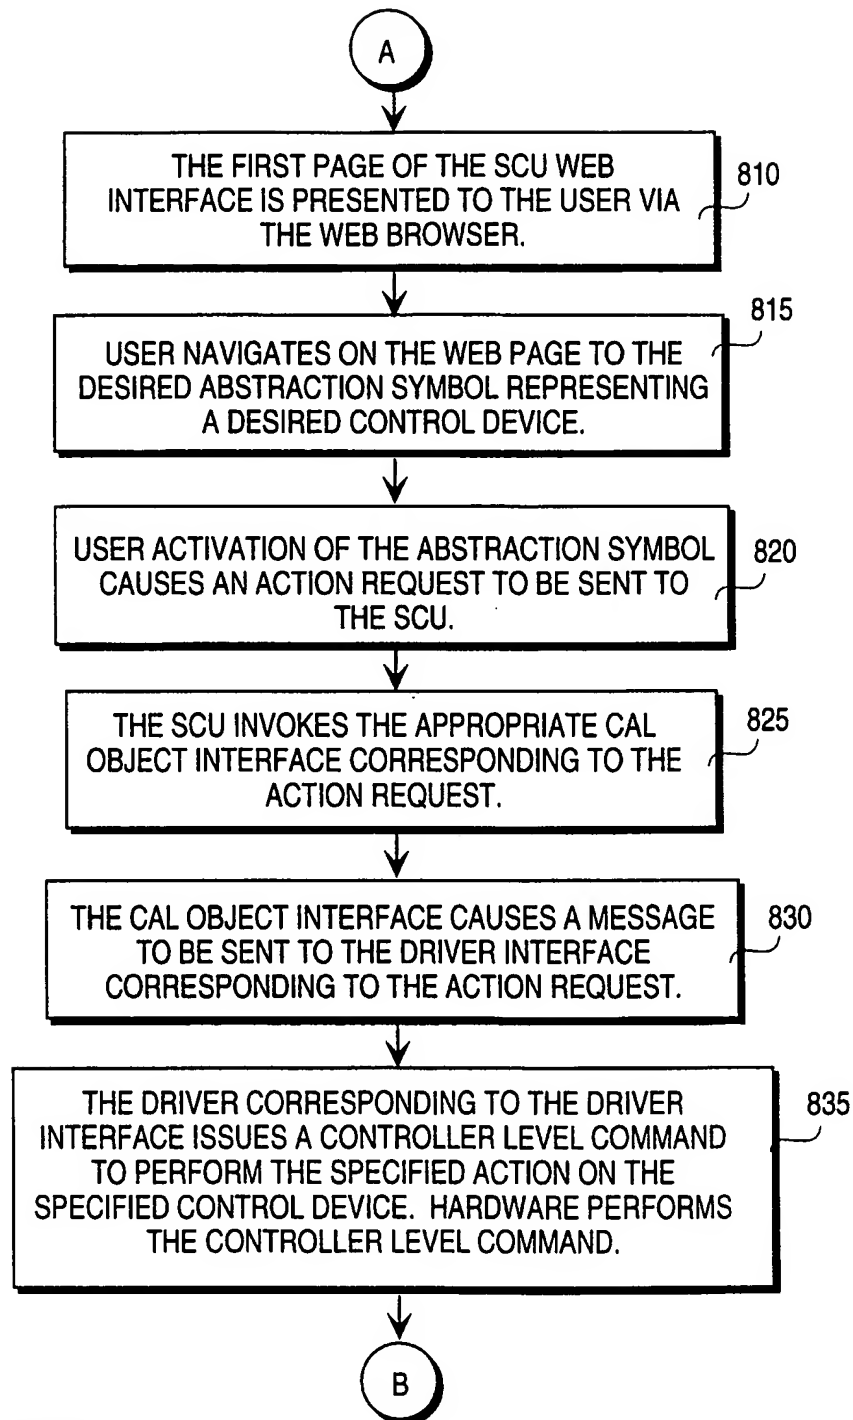 A
THE FIRST PAGE OF THE SCU WEB
INTERFACE IS PRESENTED TO THE USER VIA
THE WEB BROWSER.
810
USER NAVIGATES ON THE WEB PAGE TO THE
DESIRED ABSTRACTION SYMBOL REPRESENTING
A DESIRED CONTROL DEVICE.
815
USER ACTIVATION OF THE ABSTRACTION SYMBOL
CAUSES AN ACTION REQUEST TO BE SENT TO
THE SCU.
820
THE SCU INVOKES THE APPROPRIATE CAL
OBJECT INTERFACE CORRESPONDING TO THE
ACTION REQUEST.
825
THE CAL OBJECT INTERFACE CAUSES A MESSAGE
TO BE SENT TO THE DRIVER INTERFACE
CORRESPONDING TO THE ACTION REQUEST.
830
THE DRIVER CORRESPONDING TO THE DRIVER
INTERFACE ISSUES A CONTROLLER LEVEL COMMAND
TO PERFORM THE SPECIFIED ACTION ON THE
SPECIFIED CONTROL DEVICE. HARDWARE PERFORMS
THE CONTROLLER LEVEL COMMAND.
835
B